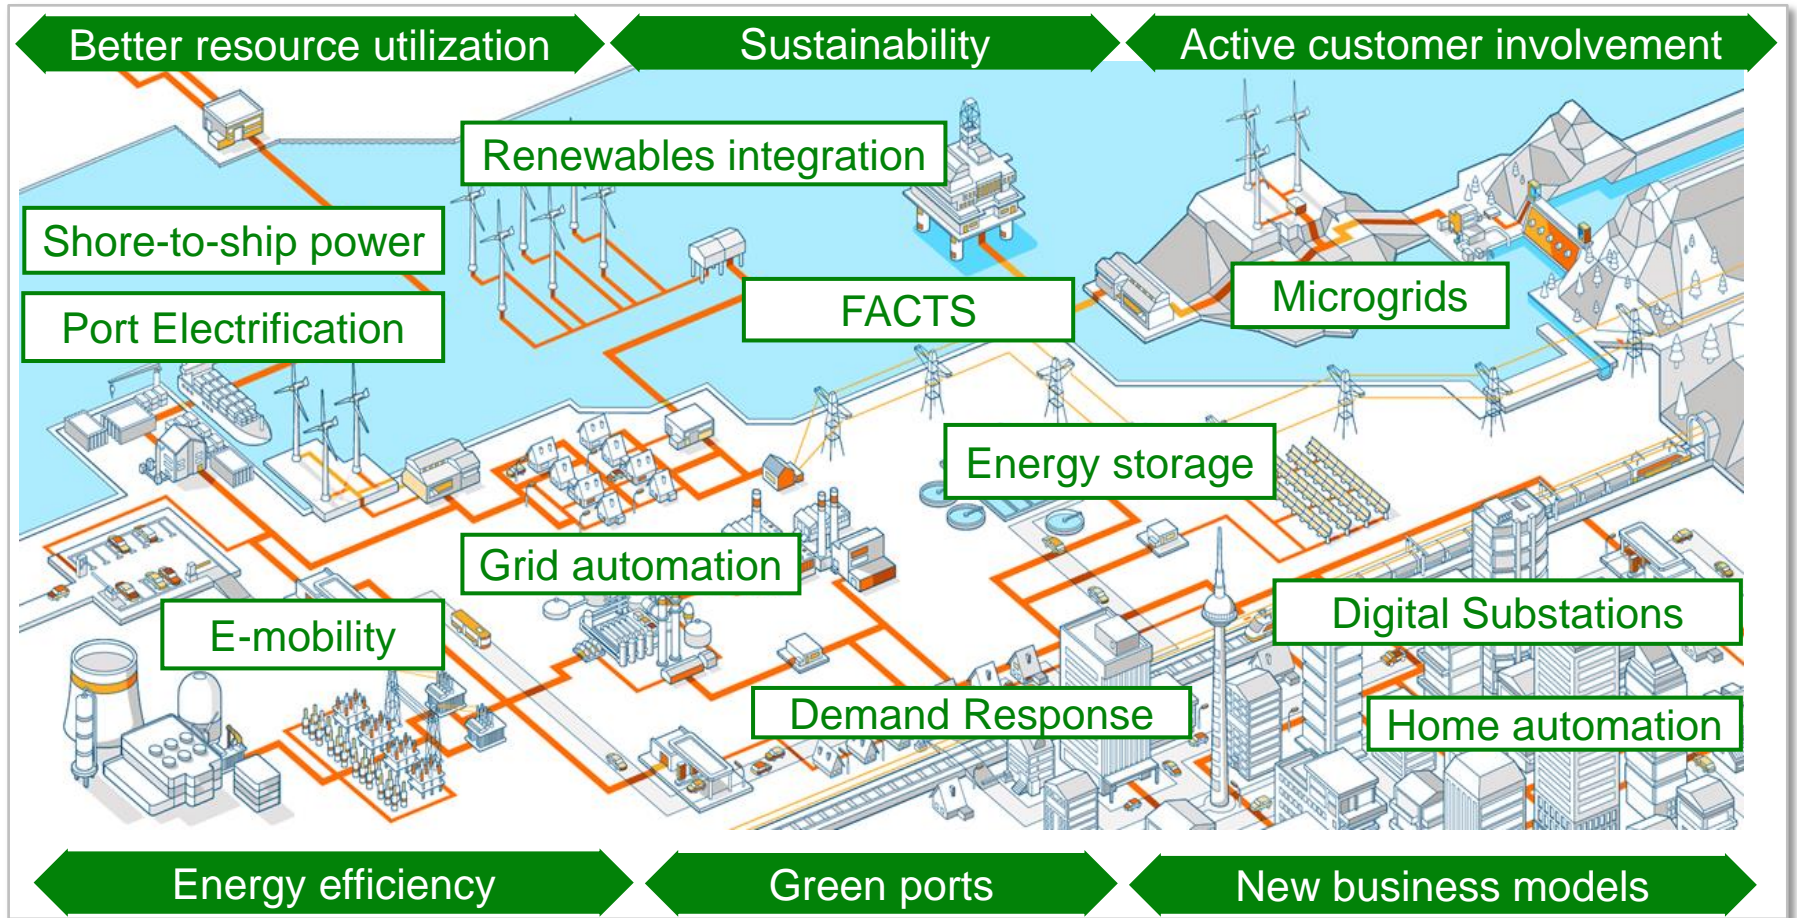 Better resource utilization
Sustainability
Active customer involvement
Renewables integration
Shore-to-ship power
Port Electrification
FACTS
Microgrids
Energy storage
Grid automation
E-mobility
Digital Substations
Demand Response
Home automation
Energy efficiency
Green ports
New business models